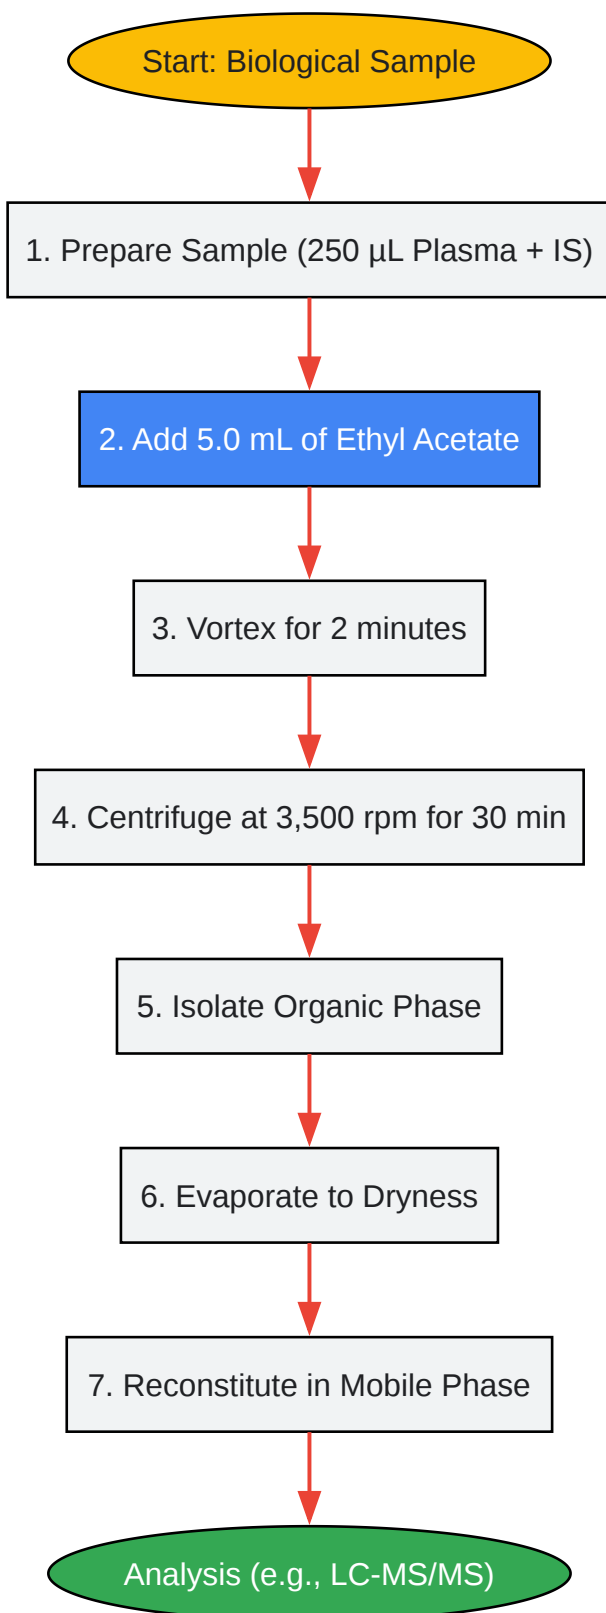 Start: Biological Sample
1. Prepare Sample (250 µL Plasma + IS)
2. Add 5.0 mL of Ethyl Acetate
3. Vortex for 2 minutes
4. Centrifuge at 3,500 rpm for 30 min
5. Isolate Organic Phase
6. Evaporate to Dryness
7. Reconstitute in Mobile Phase
Analysis (e.g., LC-MS/MS)